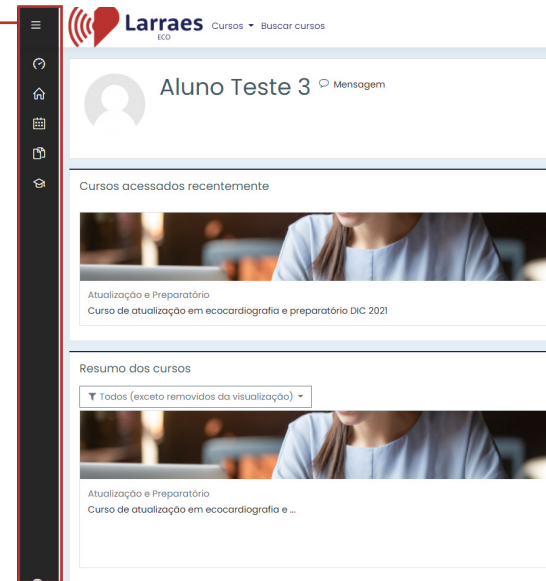 Larraes
ECO
Cursos
Buscar cursos
Aluno Teste 3
Mensagem
Cursos acessados recentemente
Atualização e Preparatório
Curso de atualização em ecocardiografia e preparatório DIC 2021
Resumo dos cursos
Todos (exceto removidos da visualização)
Atualização e Preparatório
Curso de atualização em ecocardiografia e ...